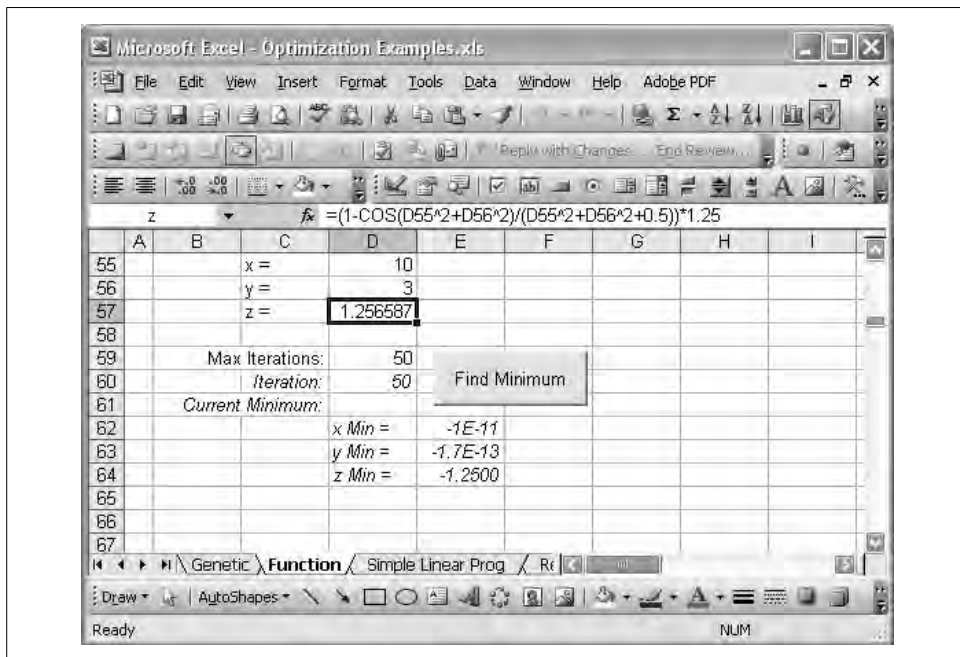 Microsoft Excel - Optimization Examples.xls
File Edit View Insert Format Tools Data Window Help Adobe PDF
Reply with Changes... End Review...
z fx =(1-COS(D55^2+D56^2)/(D55^2+D56^2+0.5))*1.25
A B C D E F G H I
55 x = 10
56 y = 3
57 z = 1.256587
58
59 Max Iterations: 50 Find Minimum
60 Iteration: 50
61 Current Minimum:
62 x Min = -1E-11
63 y Min = -1.7E-13
64 z Min = -1.2500
65
66
67
Genetic Function Simple Linear Prog
Draw AutoShapes
Ready NUM